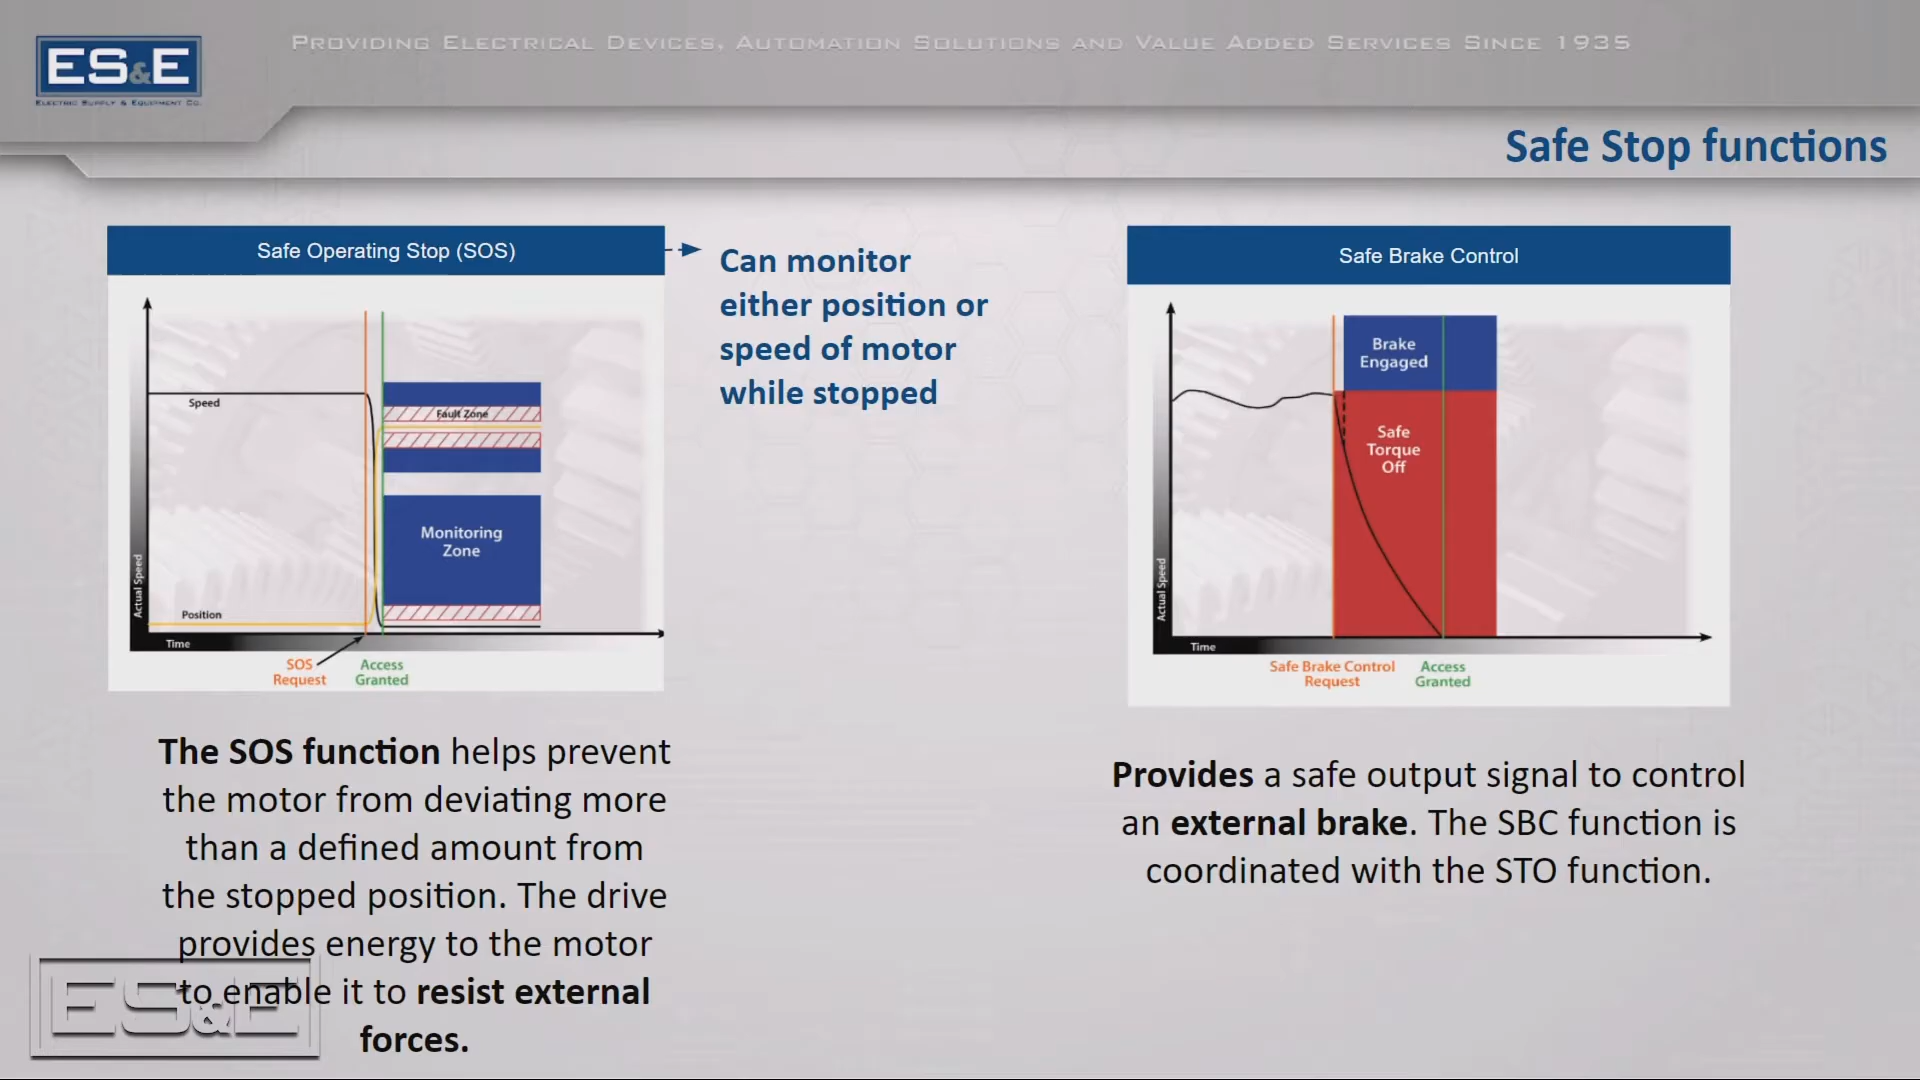 ES&E
Electric Supply & Equipment Co.
Providing Electrical Devices, Automation Solutions and Value Added Services Since 1935
Safe Stop functions
Safe Operating Stop (SOS)
Can monitor
either position or
speed of motor
while stopped
Speed
Fault Zone
Monitoring
Zone
Actual Speed
Position
Time
SOS
Request
Access
Granted
The SOS function helps prevent
the motor from deviating more
than a defined amount from
the stopped position. The drive
provides energy to the motor
to enable it to resist external
forces.
Safe Brake Control
Brake
Engaged
Safe
Torque
Off
Actual Speed
Time
Safe Brake Control
Request
Access
Granted
Provides a safe output signal to control
an external brake. The SBC function is
coordinated with the STO function.
ES&E